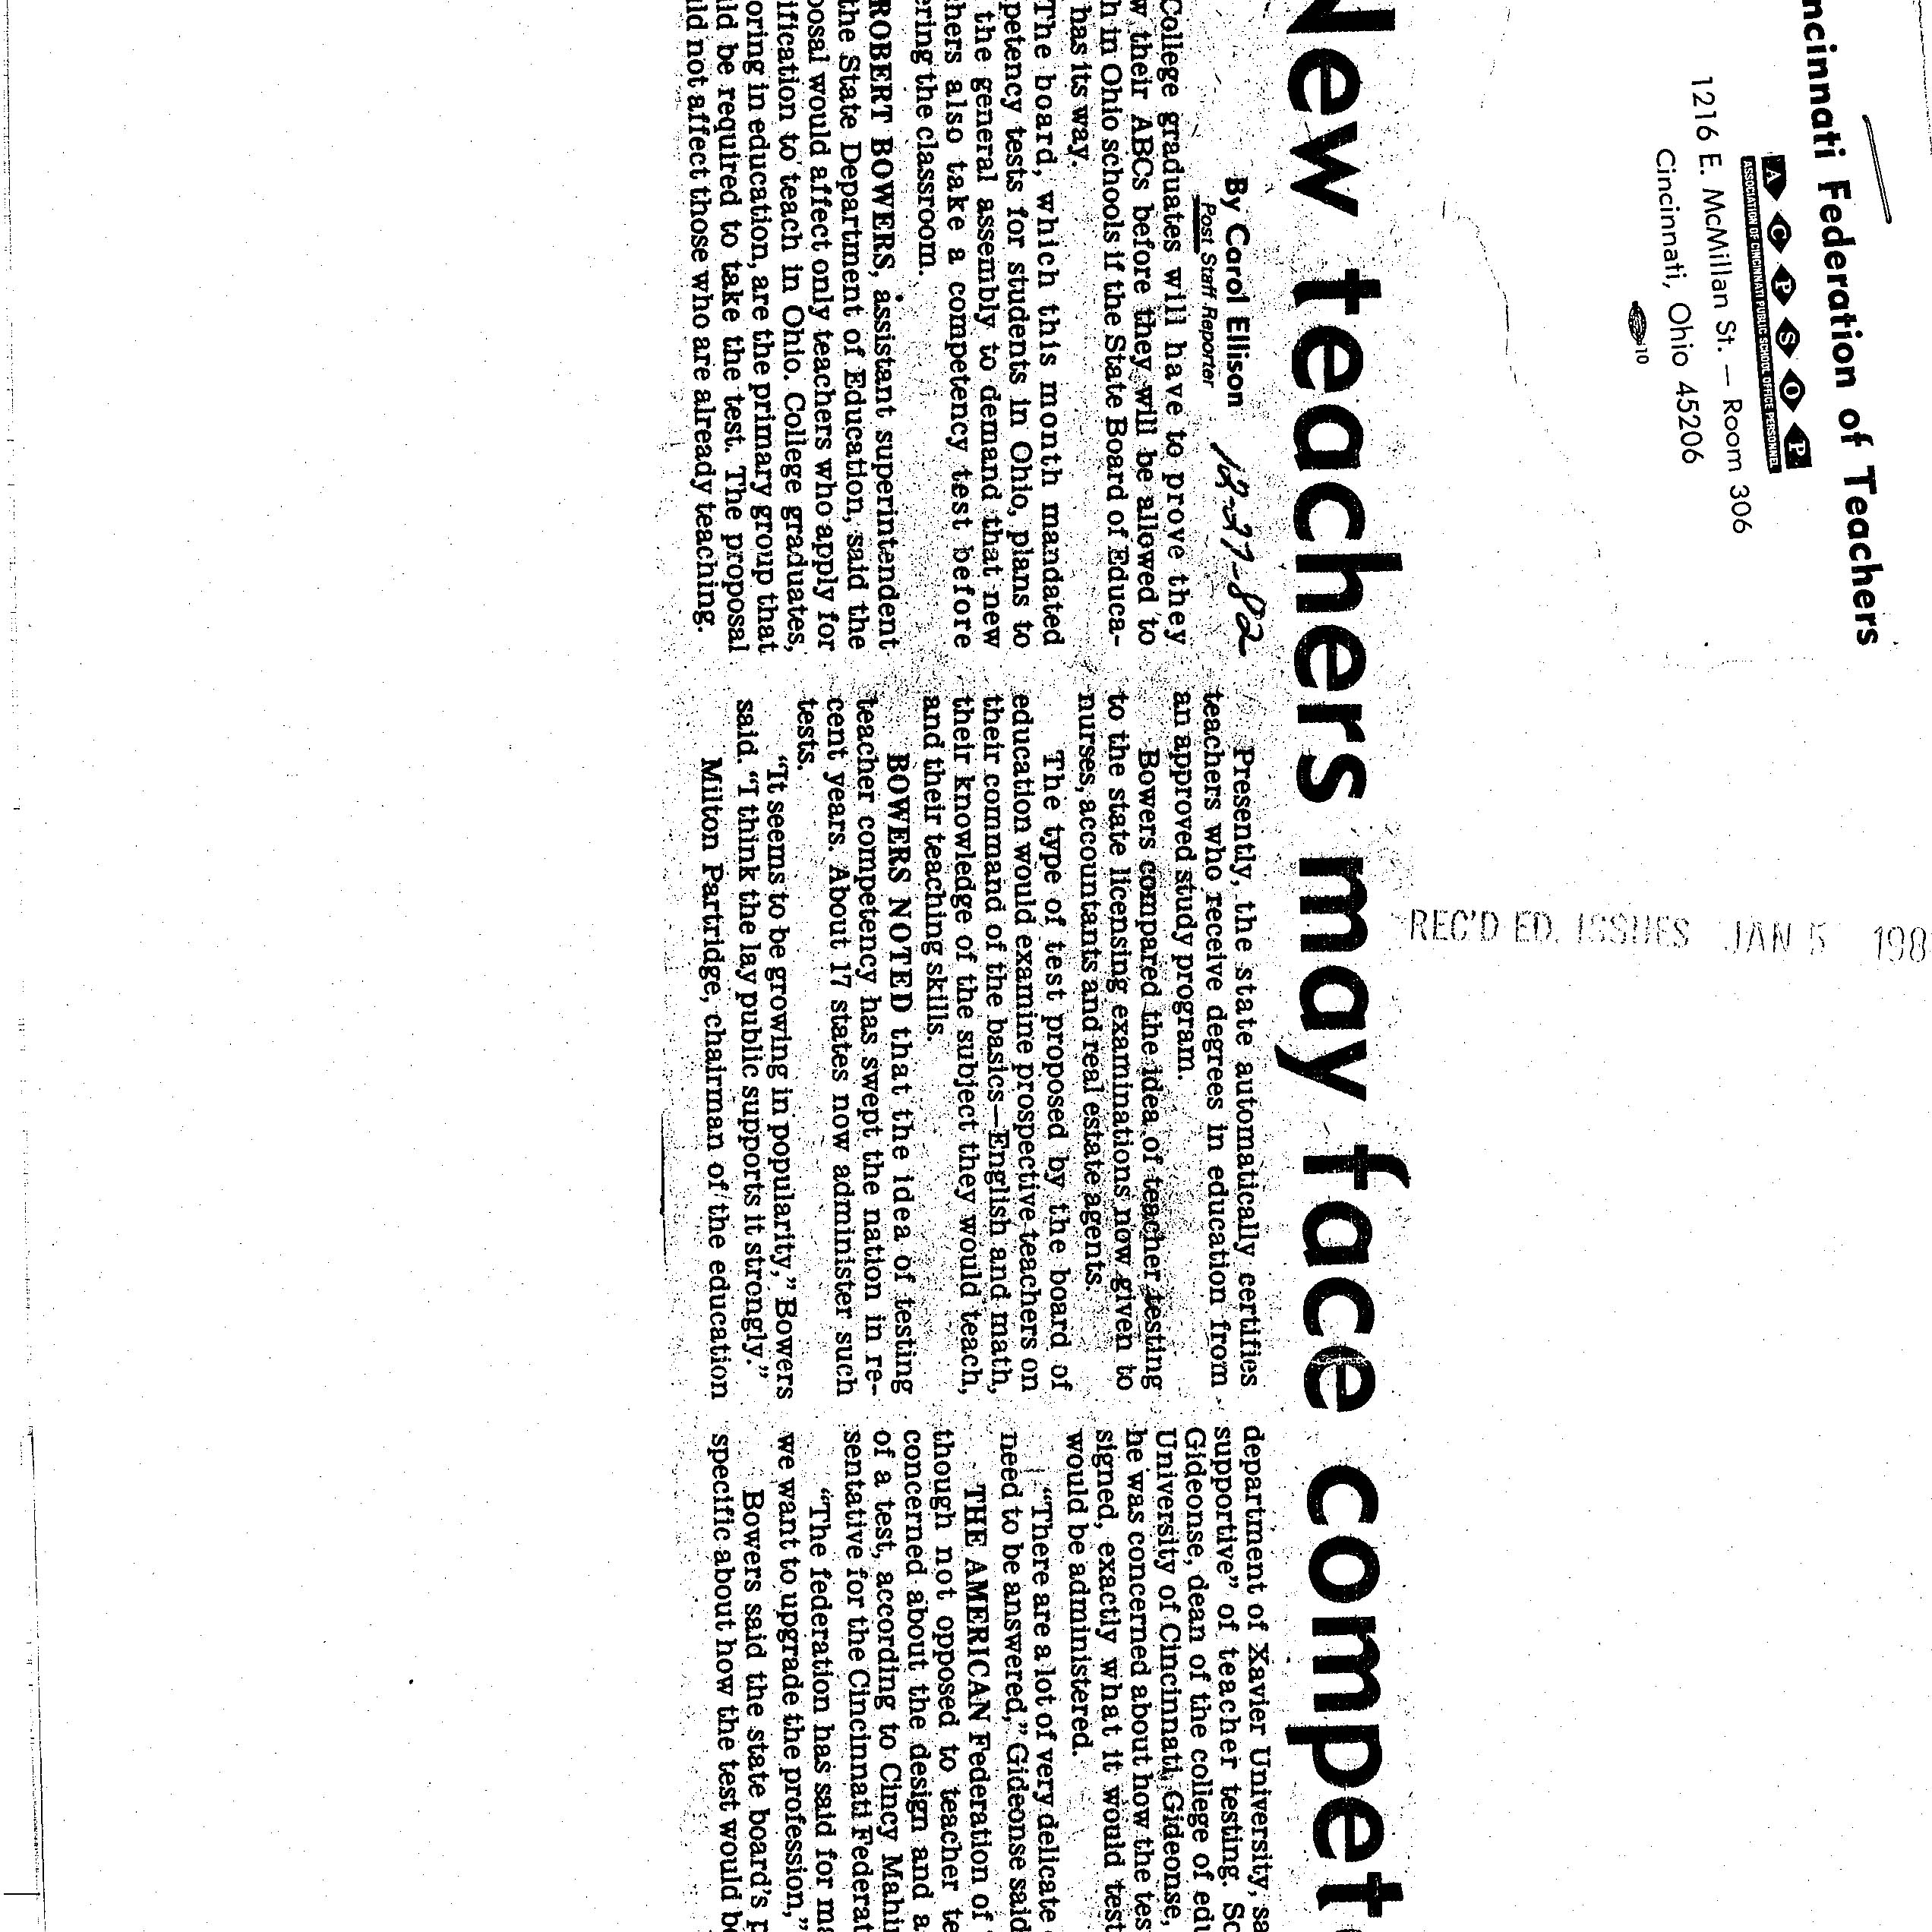 ncinnati Federation of Teachers
A C P S O P
ASSOCIATION OF CINCINNATI PUBLIC SCHOOL OFFICE PERSONNEL
1216 E. McMillan St. — Room 306
Cincinnati, Ohio 45206
10
REC'D ED. ISSUES JAN 5 198
New teachers may face compet
By Carol Ellison
Post Staff Reporter
12-27-82
College graduates will have to prove they
w their ABCs before they will be allowed to
h in Ohio schools if the State Board of Educa-
has its way.
The board, which this month mandated
petency tests for students in Ohio, plans to
the general assembly to demand that new
hers also take a competency test before
ering the classroom.
ROBERT BOWERS, assistant superintendent
the State Department of Education, said the
posal would affect only teachers who apply for
ification to teach in Ohio. College graduates,
oring in education, are the primary group that
ld be required to take the test. The proposal
ld not affect those who are already teaching.
Presently, the state automatically certifies
teachers who receive degrees in education from
an approved study program.
Bowers compared the idea of teacher testing
to the state licensing examinations now given to
nurses, accountants and real estate agents.
The type of test proposed by the board of
education would examine prospective teachers on
their command of the basics—English and math,
their knowledge of the subject they would teach,
and their teaching skills.
BOWERS NOTED that the idea of testing
teacher competency has swept the nation in re-
cent years. About 17 states now administer such
tests.
"It seems to be growing in popularity," Bowers
said. "I think the lay public supports it strongly."
Milton Partridge, chairman of the education
department of Xavier University, sa
supportive" of teacher testing. Sc
Gideonse, dean of the college of edu
University of Cincinnati, Gideonse,
he was concerned about how the tes
signed, exactly what it would test
would be administered.
"There are a lot of very delicate
need to be answered," Gideonse said
THE AMERICAN Federation of
though not opposed to teacher te
concerned about the design and a
of a test, according to Cincy Mahi
sentative for the Cincinnati Federat
"The federation has said for ma
we want to upgrade the profession,"
Bowers said the state board's p
specific about how the test would b